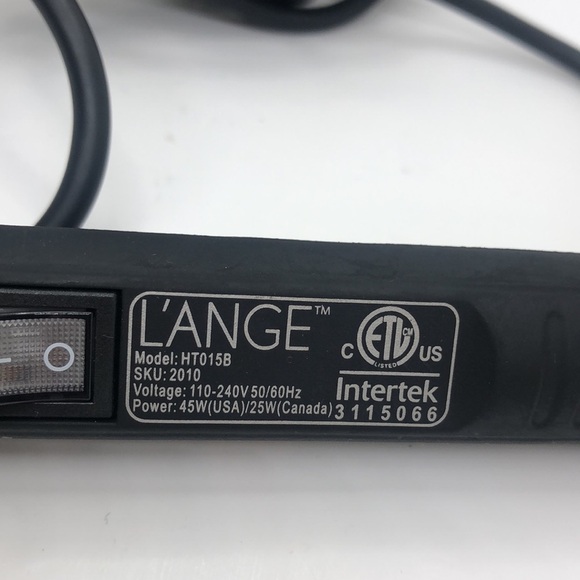 L'ANGE™
Model: HT015B
SKU: 2010
Voltage: 110-240V 50/60Hz
Power: 45W(USA)/25W(Canada)
ETL CM
LISTED
C US
Intertek
3115066
– O